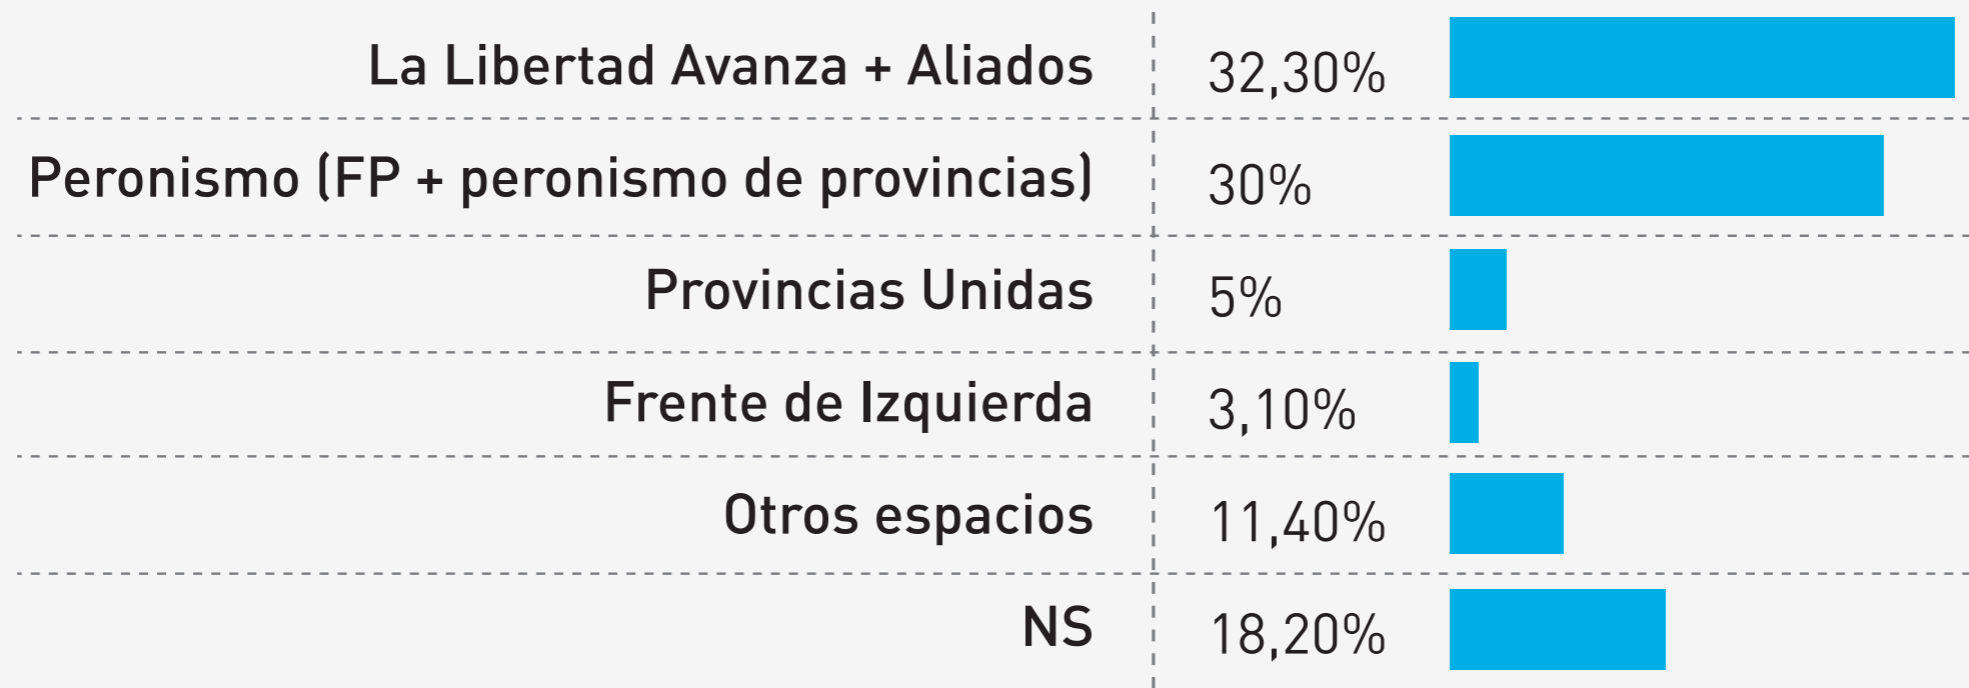 La Libertad Avanza + Aliados 32,30%
Peronismo (FP + peronismo de provincias) 30%
Provincias Unidas 5%
Frente de Izquierda 3,10%
Otros espacios 11,40%
NS 18,20%